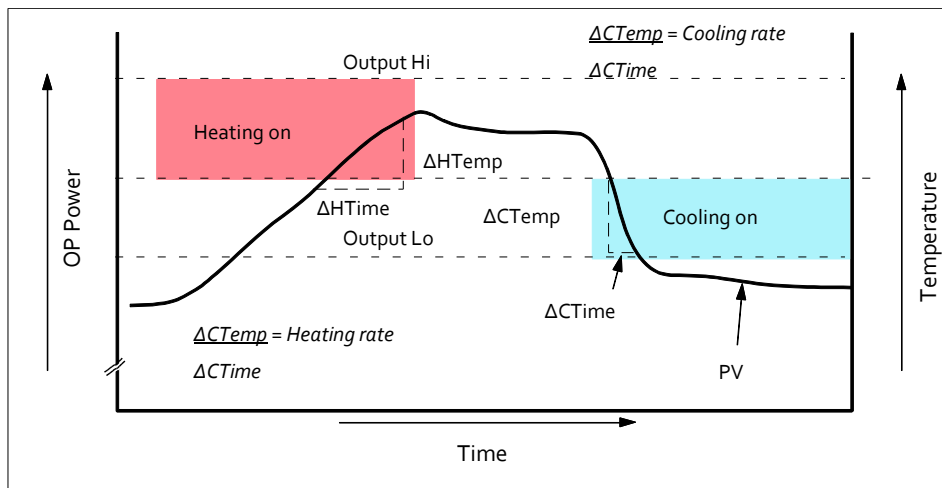 ΔCTemp = Cooling rate
ΔCTime
Output Hi
Heating on
ΔHTemp
ΔHTime
ΔCTemp
Cooling on
Output Lo
ΔCTime
ΔCTemp = Heating rate
ΔCTime
PV
OP Power
Temperature
Time